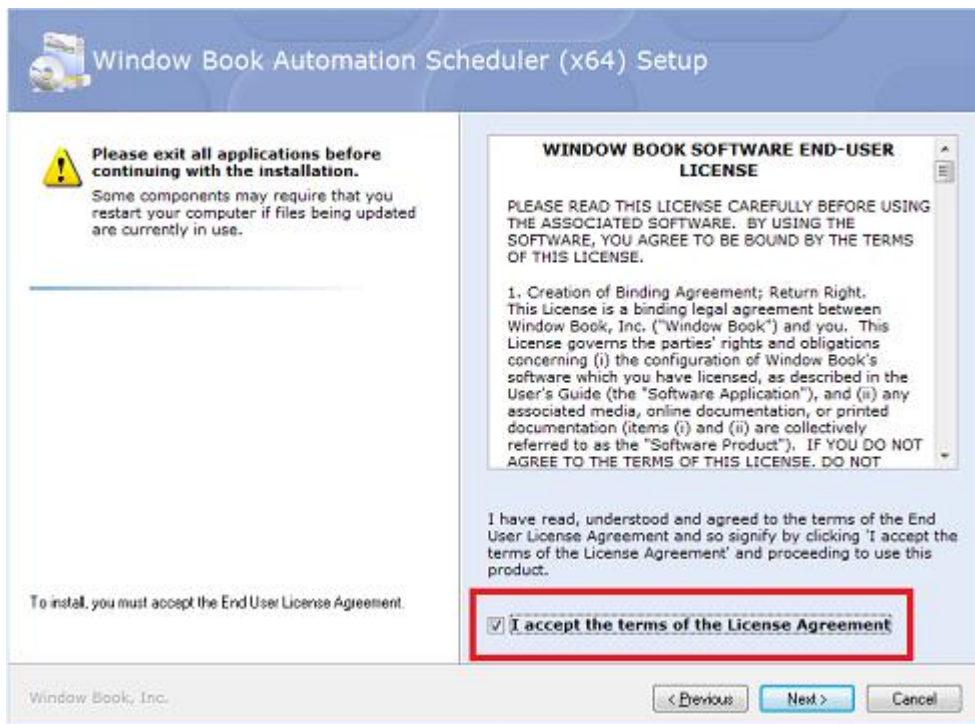 Window Book Automation Scheduler (x64) Setup
Please exit all applications before
continuing with the installation.
Some components may require that you
restart your computer if files being updated
are currently in use.
To install, you must accept the End User License Agreement.
WINDOW BOOK SOFTWARE END-USER
LICENSE
PLEASE READ THIS LICENSE CAREFULLY BEFORE USING
THE ASSOCIATED SOFTWARE.  BY USING THE
SOFTWARE, YOU AGREE TO BE BOUND BY THE TERMS
OF THIS LICENSE.
1. Creation of Binding Agreement; Return Right.
This License is a binding legal agreement between
Window Book, Inc. ("Window Book") and you.  This
License governs the parties' rights and obligations
concerning (i) the configuration of Window Book's
software which you have licensed, as described in the
User's Guide (the "Software Application"), and (ii) any
associated media, online documentation, or printed
documentation (items (i) and (ii) are collectively
referred to as the "Software Product").  IF YOU DO NOT
AGREE TO THE TERMS OF THIS LICENSE. DO NOT
I have read, understood and agreed to the terms of the End
User License Agreement and so signify by clicking 'I accept the
terms of the License Agreement' and proceeding to use this
product.
I accept the terms of the License Agreement
Window Book, Inc.
< Previous
Next >
Cancel